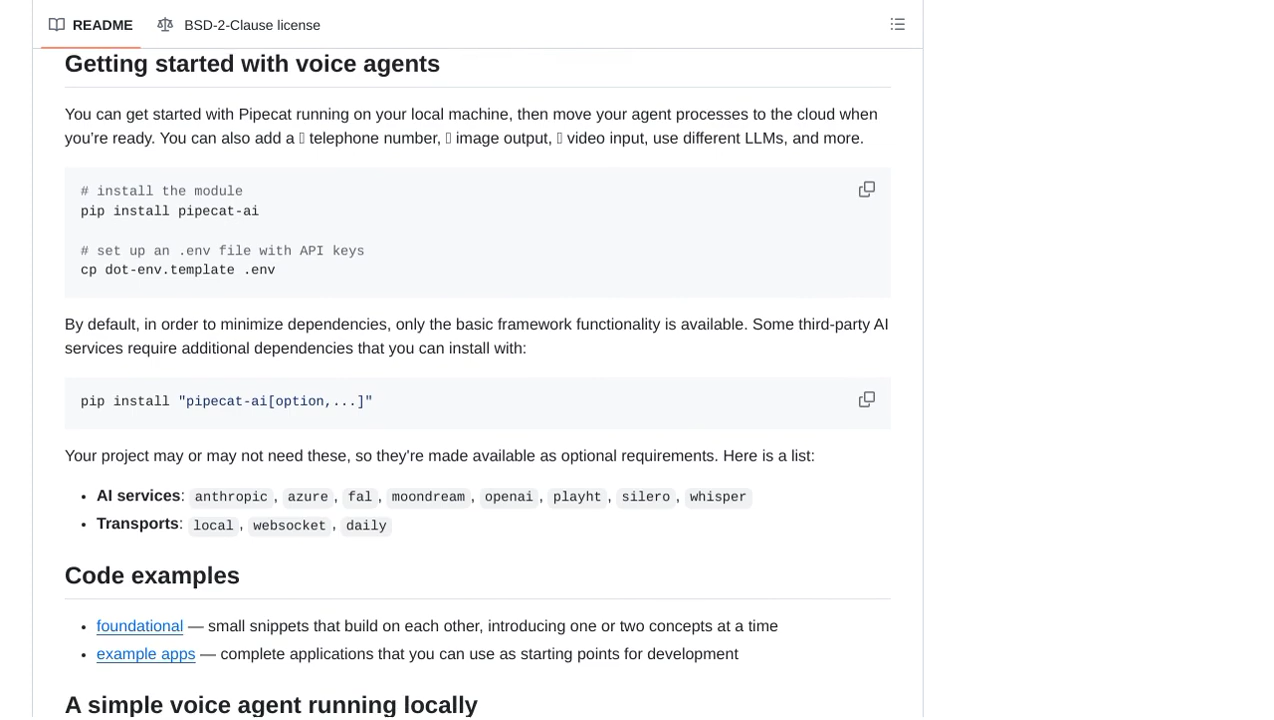 README
BSD-2-Clause license
Getting started with voice agents
You can get started with Pipecat running on your local machine, then move your agent processes to the cloud when
you're ready. You can also add a telephone number, image output, video input, use different LLMs, and more.
# install the module
pip install pipecat-ai
# set up an .env file with API keys
cp dot-env.template .env
By default, in order to minimize dependencies, only the basic framework functionality is available. Some third-party AI
services require additional dependencies that you can install with:
pip install "pipecat-ai[option,...]"
Your project may or may not need these, so they're made available as optional requirements. Here is a list:
• AI services: anthropic, azure, fal, moondream, openai, playht, silero, whisper
• Transports: local, websocket, daily
Code examples
• foundational — small snippets that build on each other, introducing one or two concepts at a time
• example apps — complete applications that you can use as starting points for development
A simple voice agent running locally